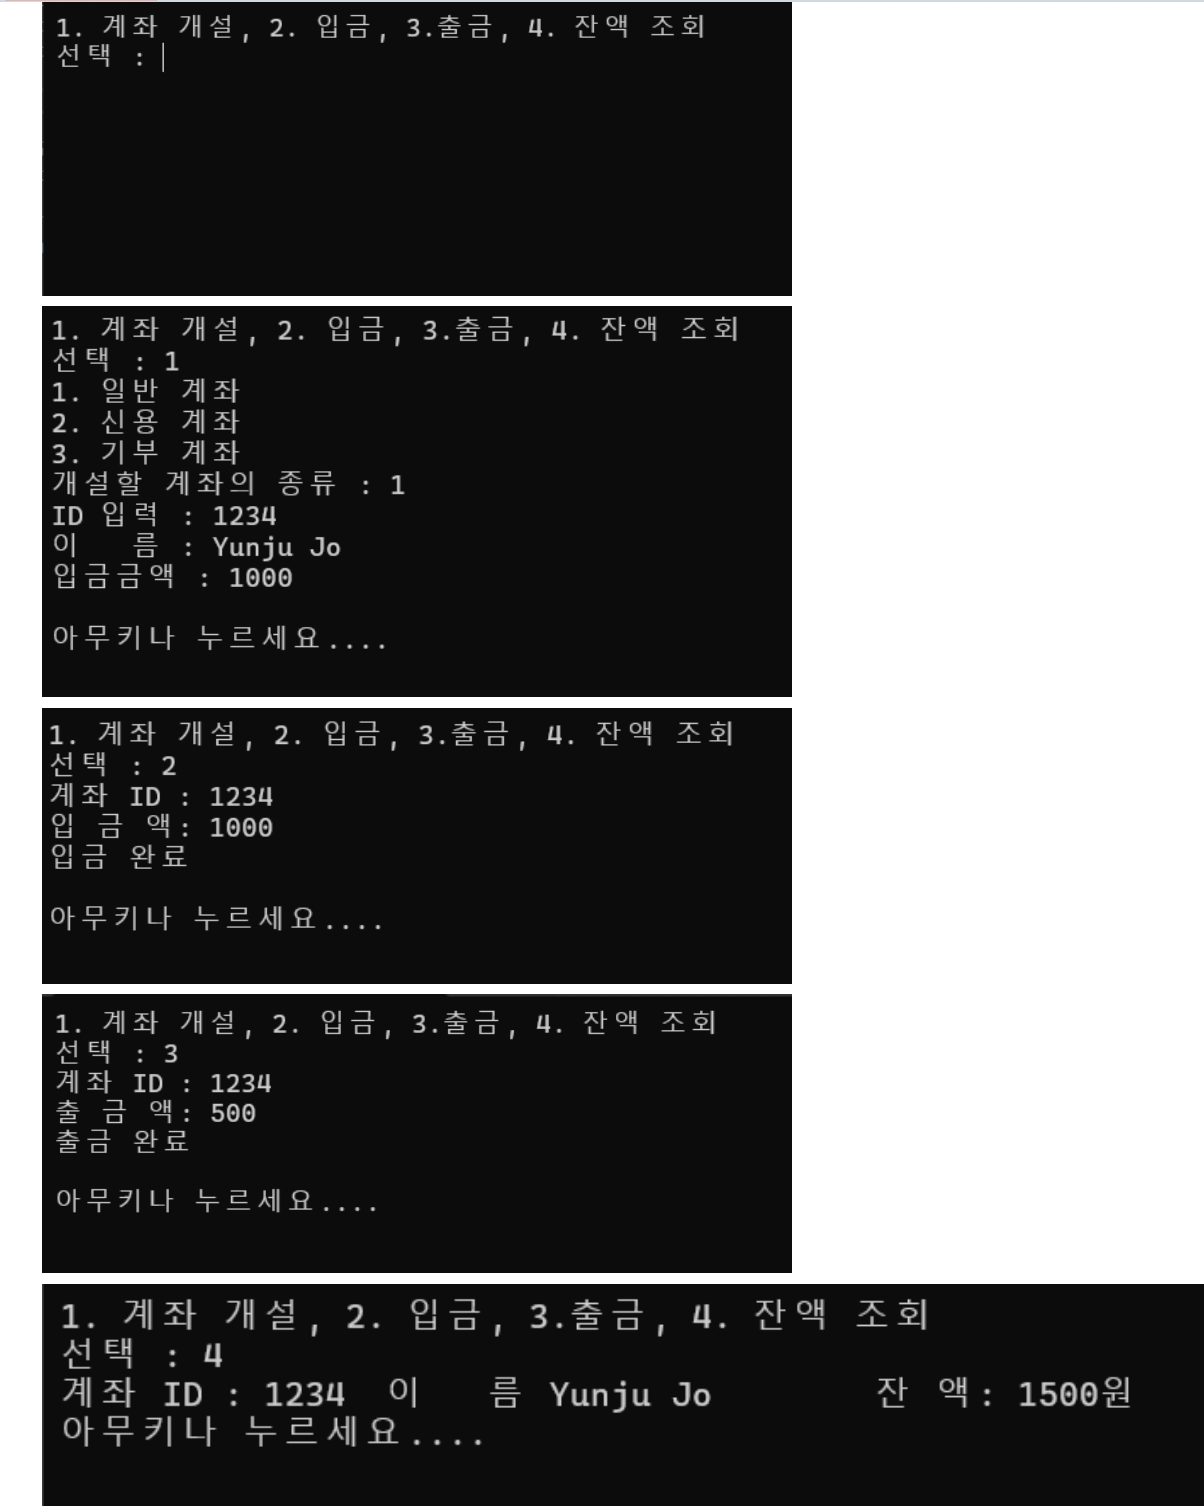 1. 계좌 개설, 2. 입금, 3.출금, 4. 잔액 조회
선택 :
1. 계좌 개설, 2. 입금, 3.출금, 4. 잔액 조회
선택 : 1
1. 일반 계좌
2. 신용 계좌
3. 기부 계좌
개설할 계좌의 종류 : 1
ID 입력 : 1234
이   름 : Yunju Jo
입금금액 : 1000
아무키나 누르세요....
1. 계좌 개설, 2. 입금, 3.출금, 4. 잔액 조회
선택 : 2
계좌 ID : 1234
입 금 액: 1000
입금 완료
아무키나 누르세요....
1. 계좌 개설, 2. 입금, 3.출금, 4. 잔액 조회
선택 : 3
계좌 ID : 1234
출 금 액: 500
출금 완료
아무키나 누르세요....
1. 계좌 개설, 2. 입금, 3.출금, 4. 잔액 조회
선택 : 4
계좌 ID : 1234  이   름 Yunju Jo        잔 액: 1500원
아무키나 누르세요....